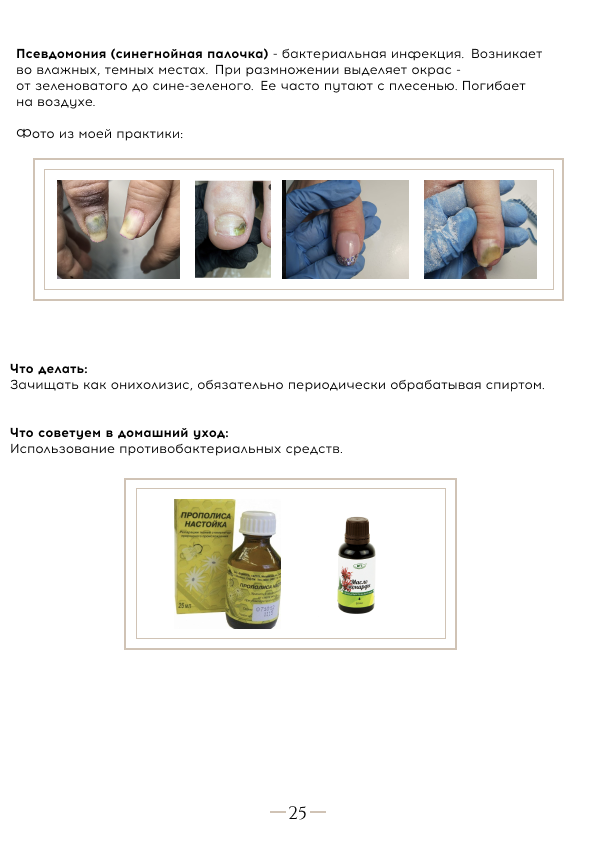 Псевдомония (синегнойная палочка) - бактериальная инфекция. Возникает
во влажных, темных местах. При размножении выделяет окрас -
от зеленоватого до сине-зеленого. Ее часто путают с плесенью. Погибает
на воздухе.
Фото из моей практики:
Что делать:
Зачищать как онихолизис, обязательно периодически обрабатывая спиртом.
Что советуем в домашний уход:
Использование противобактериальных средств.
ПРОПОЛИСА
НАСТОЙКА
25 мл
ПРОПОЛИСА
Масло
25